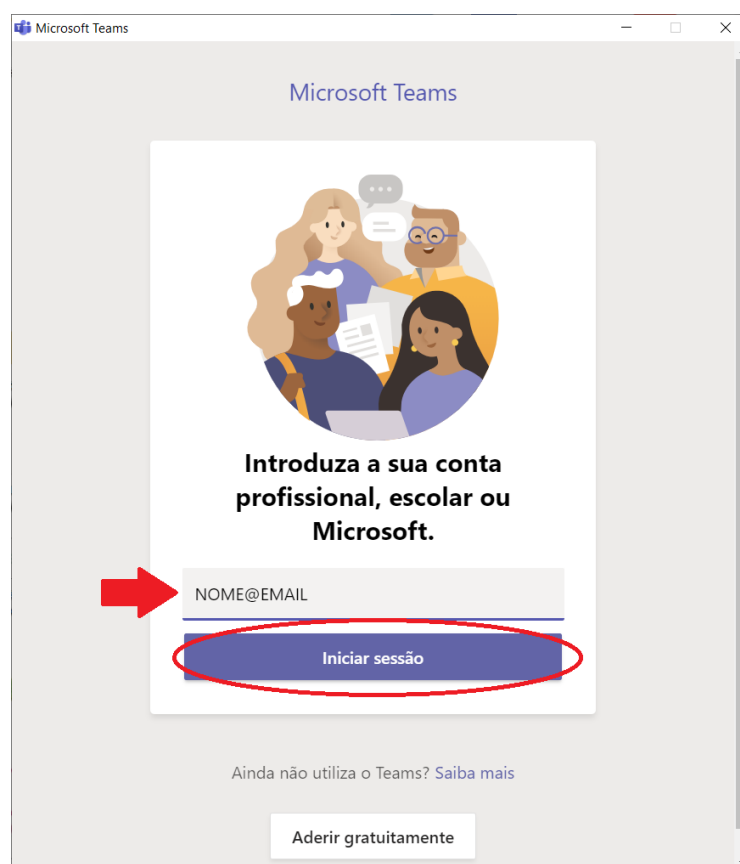 Microsoft Teams
Microsoft Teams
Introduza a sua conta
profissional, escolar ou
Microsoft.
NOME@EMAIL
Iniciar sessão
Ainda não utiliza o Teams? Saiba mais
Aderir gratuitamente